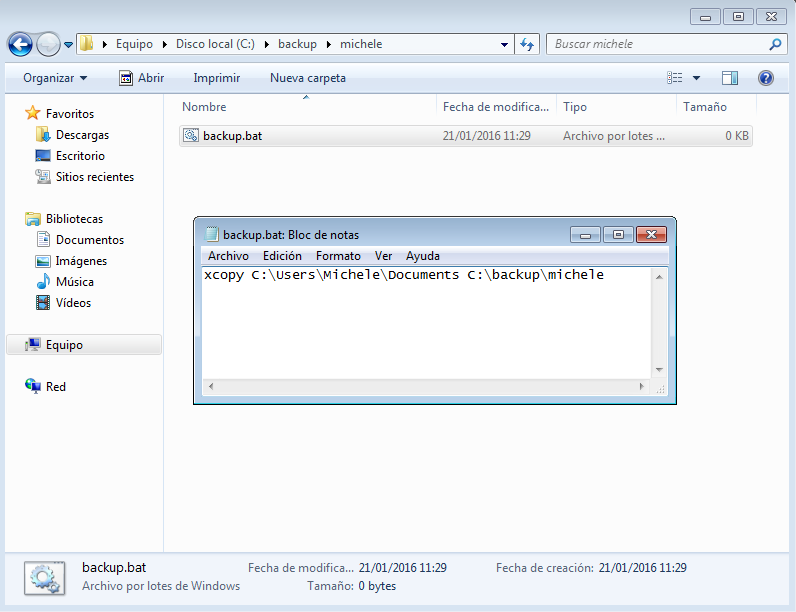 Equipo Disco local (C:) backup michele
Buscar michele
Organizar Abrir Imprimir Nueva carpeta
Nombre Fecha de modifica... Tipo Tamaño
backup.bat 21/01/2016 11:29 Archivo por lotes ... 0 KB
Favoritos
Descargas
Escritorio
Sitios recientes
Bibliotecas
Documentos
Imágenes
Música
Vídeos
Equipo
Red
backup.bat: Bloc de notas
Archivo Edición Formato Ver Ayuda
xcopy C:\Users\Michele\Documents C:\backup\michele
backup.bat Fecha de modifica... 21/01/2016 11:29 Fecha de creación: 21/01/2016 11:29
Archivo por lotes de Windows Tamaño: 0 bytes